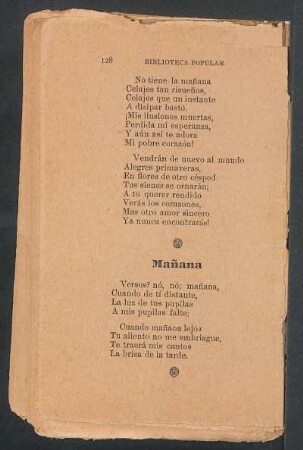 128 BIBLIOTECA POPULAR
No tiene la mañana
Celajes tan risueños,
Celajes que un instante
A disipar bastó.
¡Mis ilusiones muertas,
Perdida mi esperanza,
Y aún así te adora
Mi pobre corazón!
Vendrán de nuevo al mundo
Alegres primaveras,
En flores de otro césped
Tus sienes se ornarán;
A tu querer rendido
Verás los corazones,
Mas otro amor sincero
Ya nunca encontrarás!
Mañana
Versos? nó, nó; mañana,
Cuando de tí distante,
La luz de tus pupilas
A mis pupilas falte;
Cuando mañana lejos
Tu aliento no me embriague,
Te traerá mis cantos
La brisa de la tarde.